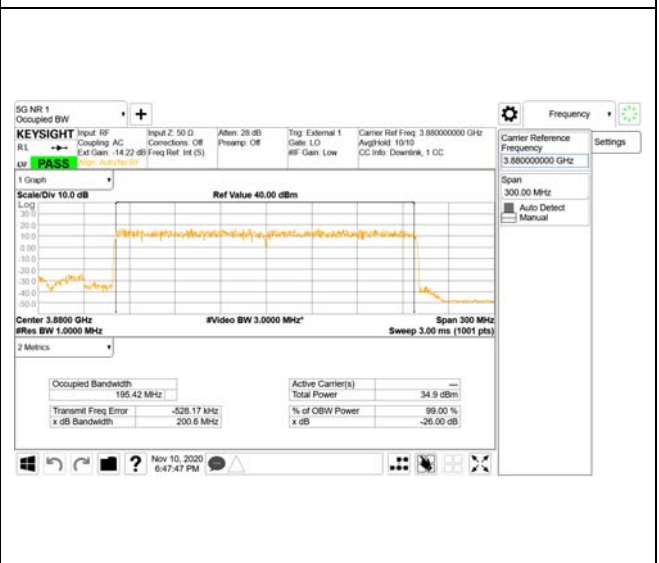 5G NR 1
Occupied BW
Frequency
KEYSIGHT
Input: RF
Input Z: 50 Ω
Atten: 28 dB
Trig: External 1
Carrier Ref Freq: 3.880000000 GHz
RL
Coupling: AC
Corrections: Off
Preamp: Off
Gate: LO
Avg|Hold: 10/10
Ext Gain: -14.22 dB
Freq Ref: Int (S)
#IF Gain: Low
CC Info: Downlink, 1 CC
PASS
Align: Auto/No RF
Carrier Reference
Frequency
3.880000000 GHz
Settings
Span
300.00 MHz
Auto Detect
Manual
1 Graph
Scale/Div 10.0 dB
Ref Value 40.00 dBm
Log
30.0
20.0
10.0
0.00
-10.0
-20.0
-30.0
-40.0
-50.0
Center 3.8800 GHz
#Video BW 3.0000 MHz*
Span 300 MHz
#Res BW 1.0000 MHz
Sweep 3.00 ms (1001 pts)
2 Metrics
Occupied Bandwidth
195.42 MHz
Transmit Freq Error -528.17 kHz
x dB Bandwidth 200.6 MHz
Active Carrier(s) —
Total Power 34.9 dBm
% of OBW Power 99.00 %
x dB -26.00 dB
?
Nov 10, 2020
6:47:47 PM